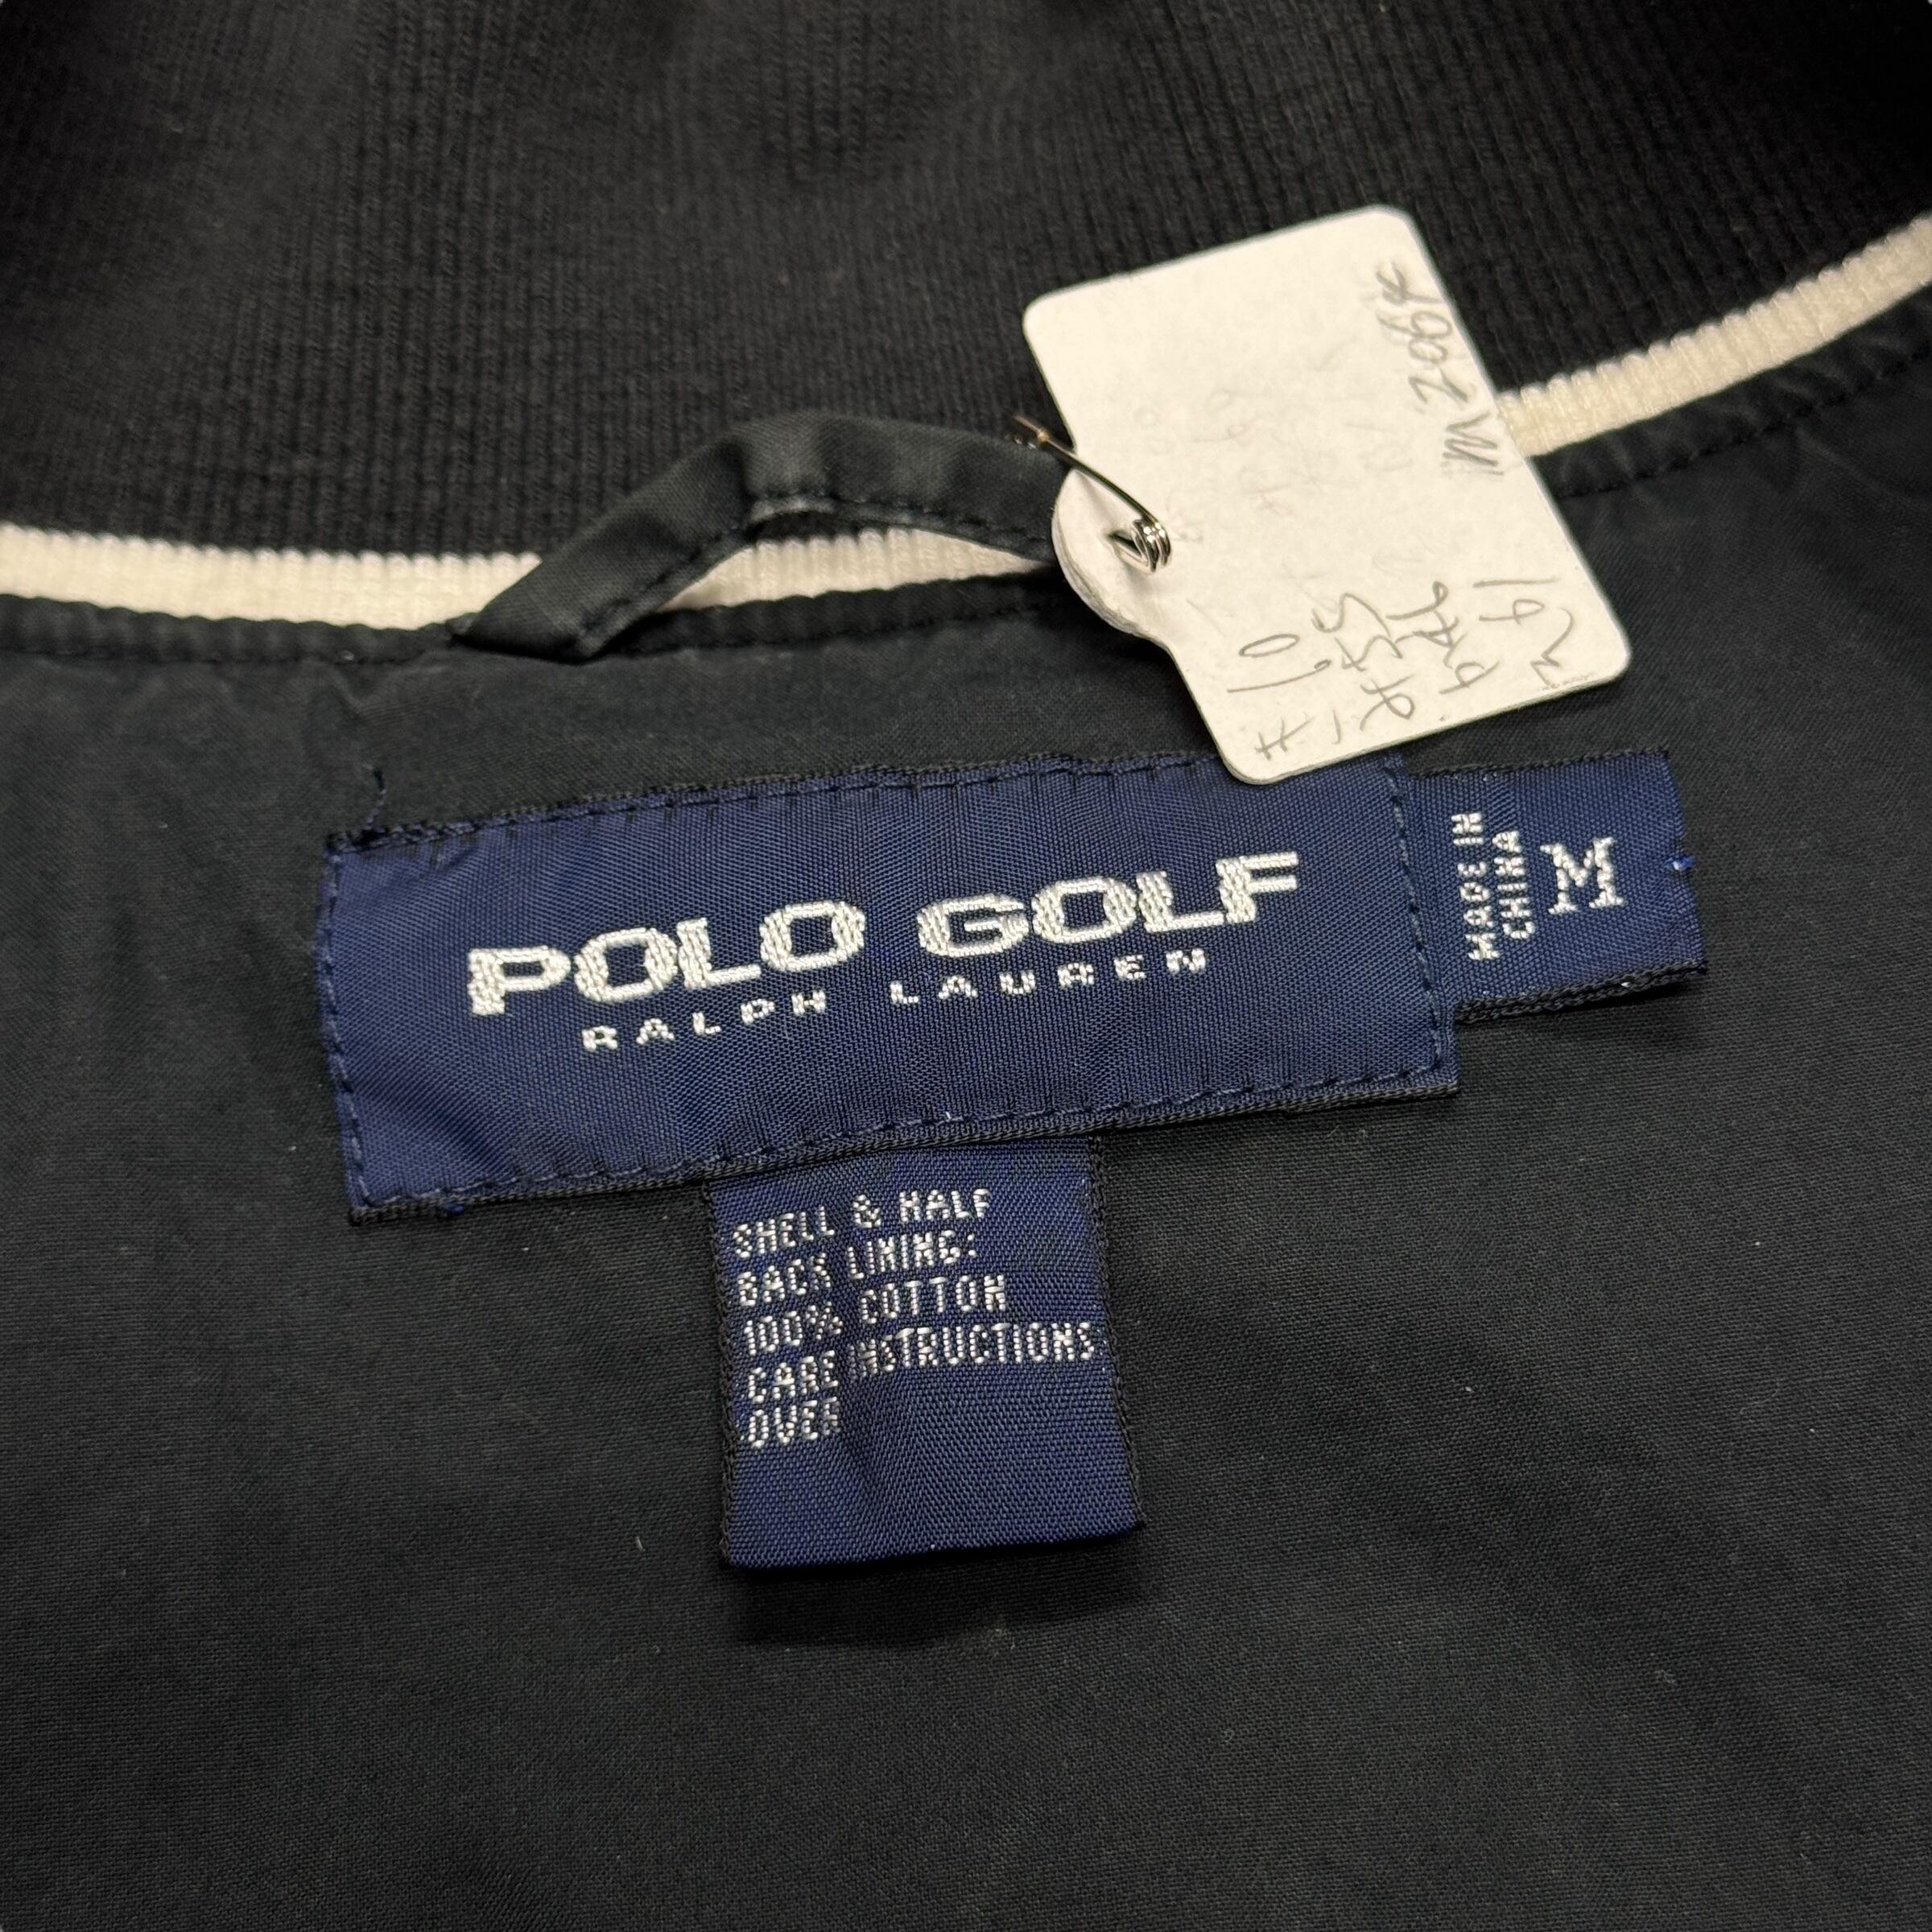 POLO GOLF
RALPH LAUREN
MADE IN
CHINA
M
SHELL & HALF
BACK LINING:
100% COTTON
CARE INSTRUCTIONS
OVER